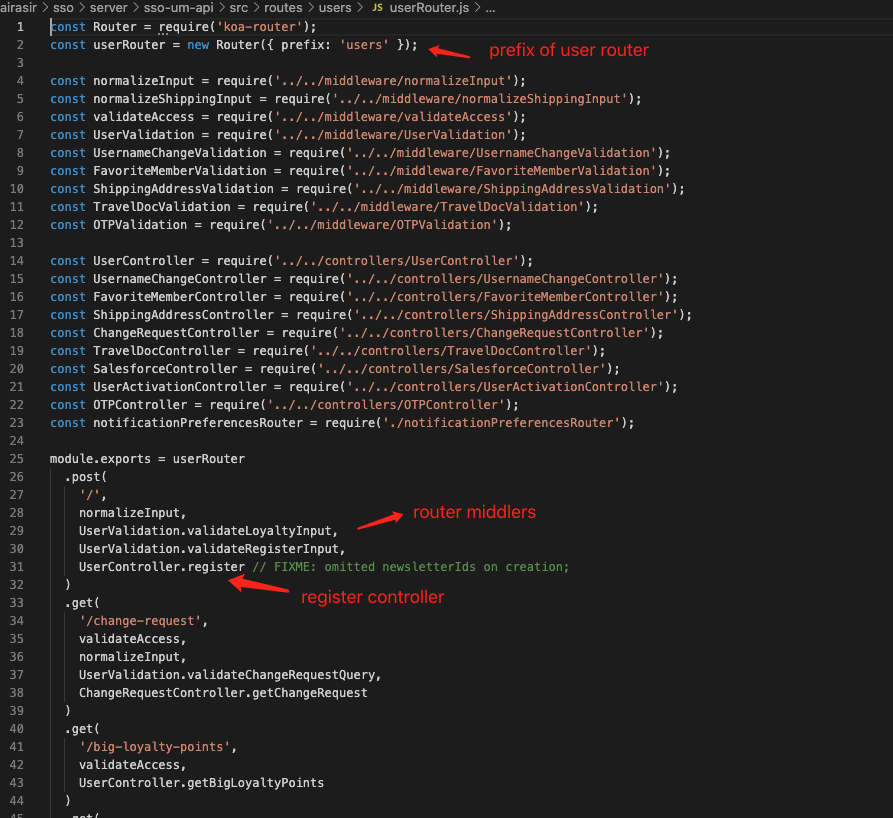 airasir > sso > server > sso-um-api > src > routes > users > JS userRouter.js > ...
1 const Router = require('koa-router');
2 const userRouter = new Router({ prefix: 'users' }); prefix of user router
3
4 const normalizeInput = require('../../middleware/normalizeInput');
5 const normalizeShippingInput = require('../../middleware/normalizeShippingInput');
6 const validateAccess = require('../../middleware/validateAccess');
7 const UserValidation = require('../../middleware/UserValidation');
8 const UsernameChangeValidation = require('../../middleware/UsernameChangeValidation');
9 const FavoriteMemberValidation = require('../../middleware/FavoriteMemberValidation');
10 const ShippingAddressValidation = require('../../middleware/ShippingAddressValidation');
11 const TravelDocValidation = require('../../middleware/TravelDocValidation');
12 const OTPValidation = require('../../middleware/OTPValidation');
13
14 const UserController = require('../../controllers/UserController');
15 const UsernameChangeController = require('../../controllers/UsernameChangeController');
16 const FavoriteMemberController = require('../../controllers/FavoriteMemberController');
17 const ShippingAddressController = require('../../controllers/ShippingAddressController');
18 const ChangeRequestController = require('../../controllers/ChangeRequestController');
19 const TravelDocController = require('../../controllers/TravelDocController');
20 const SalesforceController = require('../../controllers/SalesforceController');
21 const UserActivationController = require('../../controllers/UserActivationController');
22 const OTPController = require('../../controllers/OTPController');
23 const notificationPreferencesRouter = require('./notificationPreferencesRouter');
24
25 module.exports = userRouter
26 .post(
27 '/',
28 normalizeInput, router middlers
29 UserValidation.validateLoyaltyInput,
30 UserValidation.validateRegisterInput,
31 UserController.register // FIXME: omitted newsletterIds on creation;
32 )
register controller
33 .get(
34 '/change-request',
35 validateAccess,
36 normalizeInput,
37 UserValidation.validateChangeRequestQuery,
38 ChangeRequestController.getChangeRequest
39 )
40 .get(
41 '/big-loyalty-points',
42 validateAccess,
43 UserController.getBigLoyaltyPoints
44 )
45 .get(